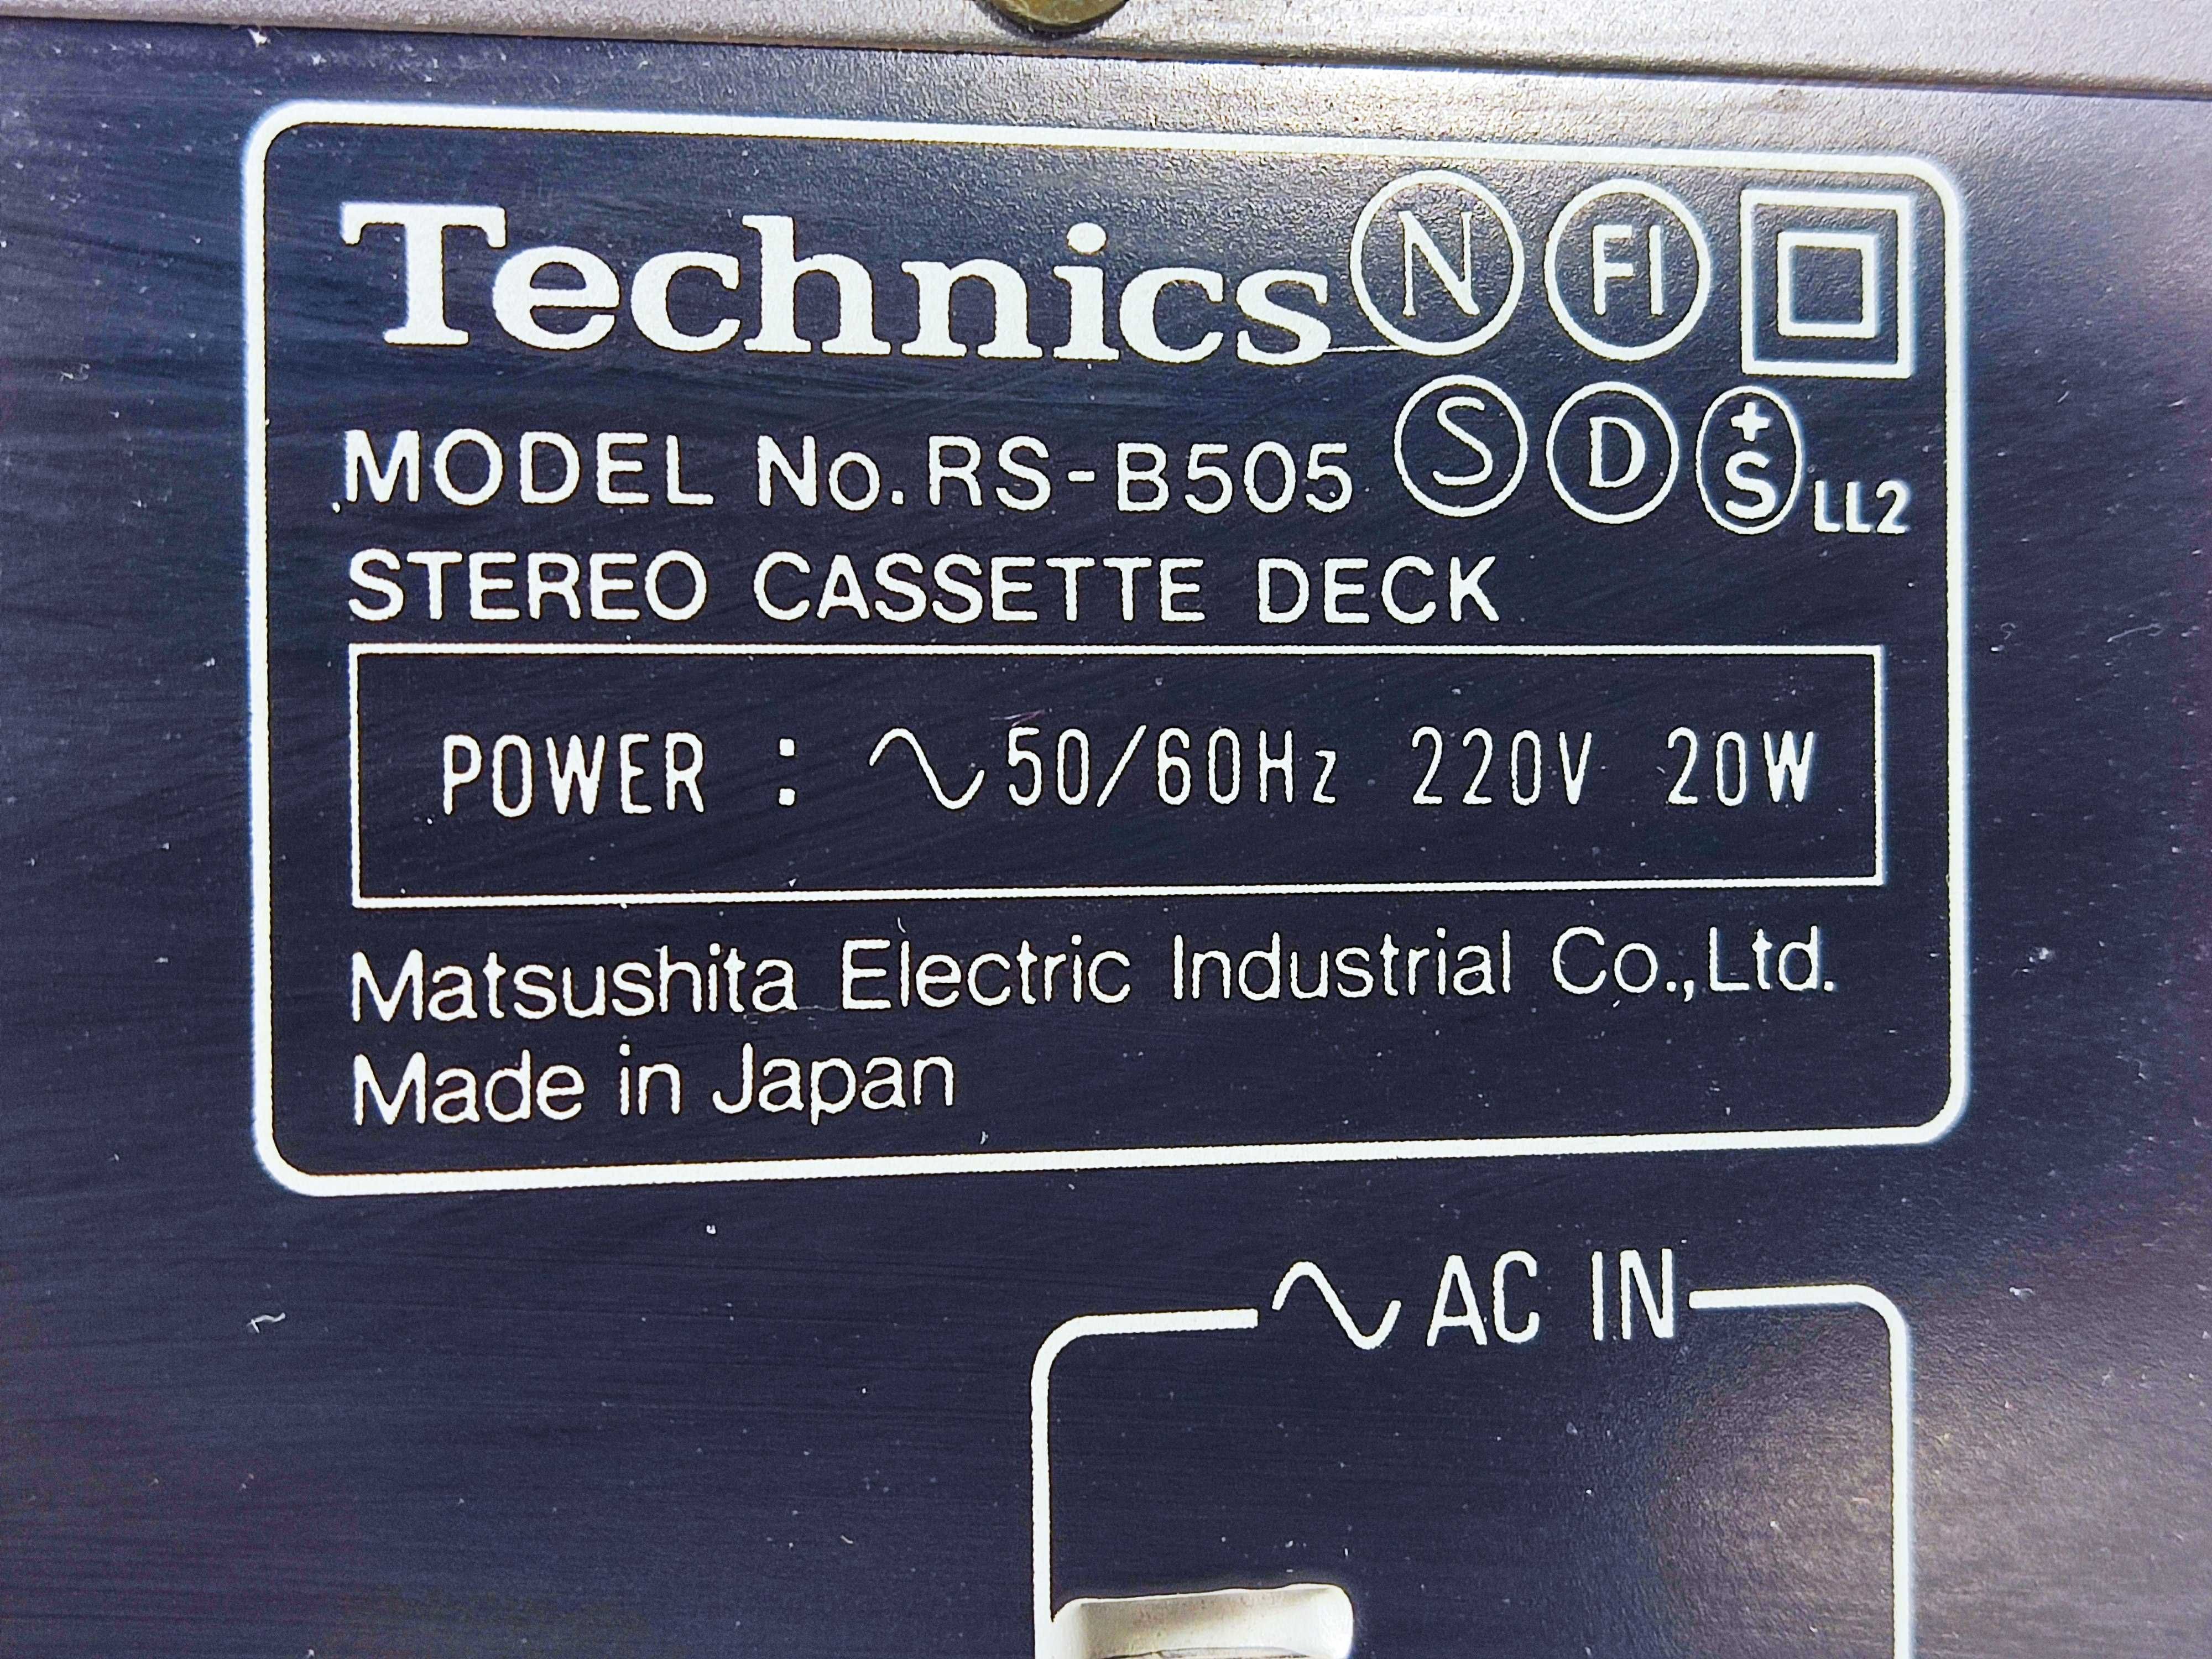 Technics N FI
MODEL No. RS-B505 S D +S LL2
STEREO CASSETTE DECK
POWER : ∿50/60Hz 220V 20W
Matsushita Electric Industrial Co.,Ltd.
Made in Japan
∿ AC IN